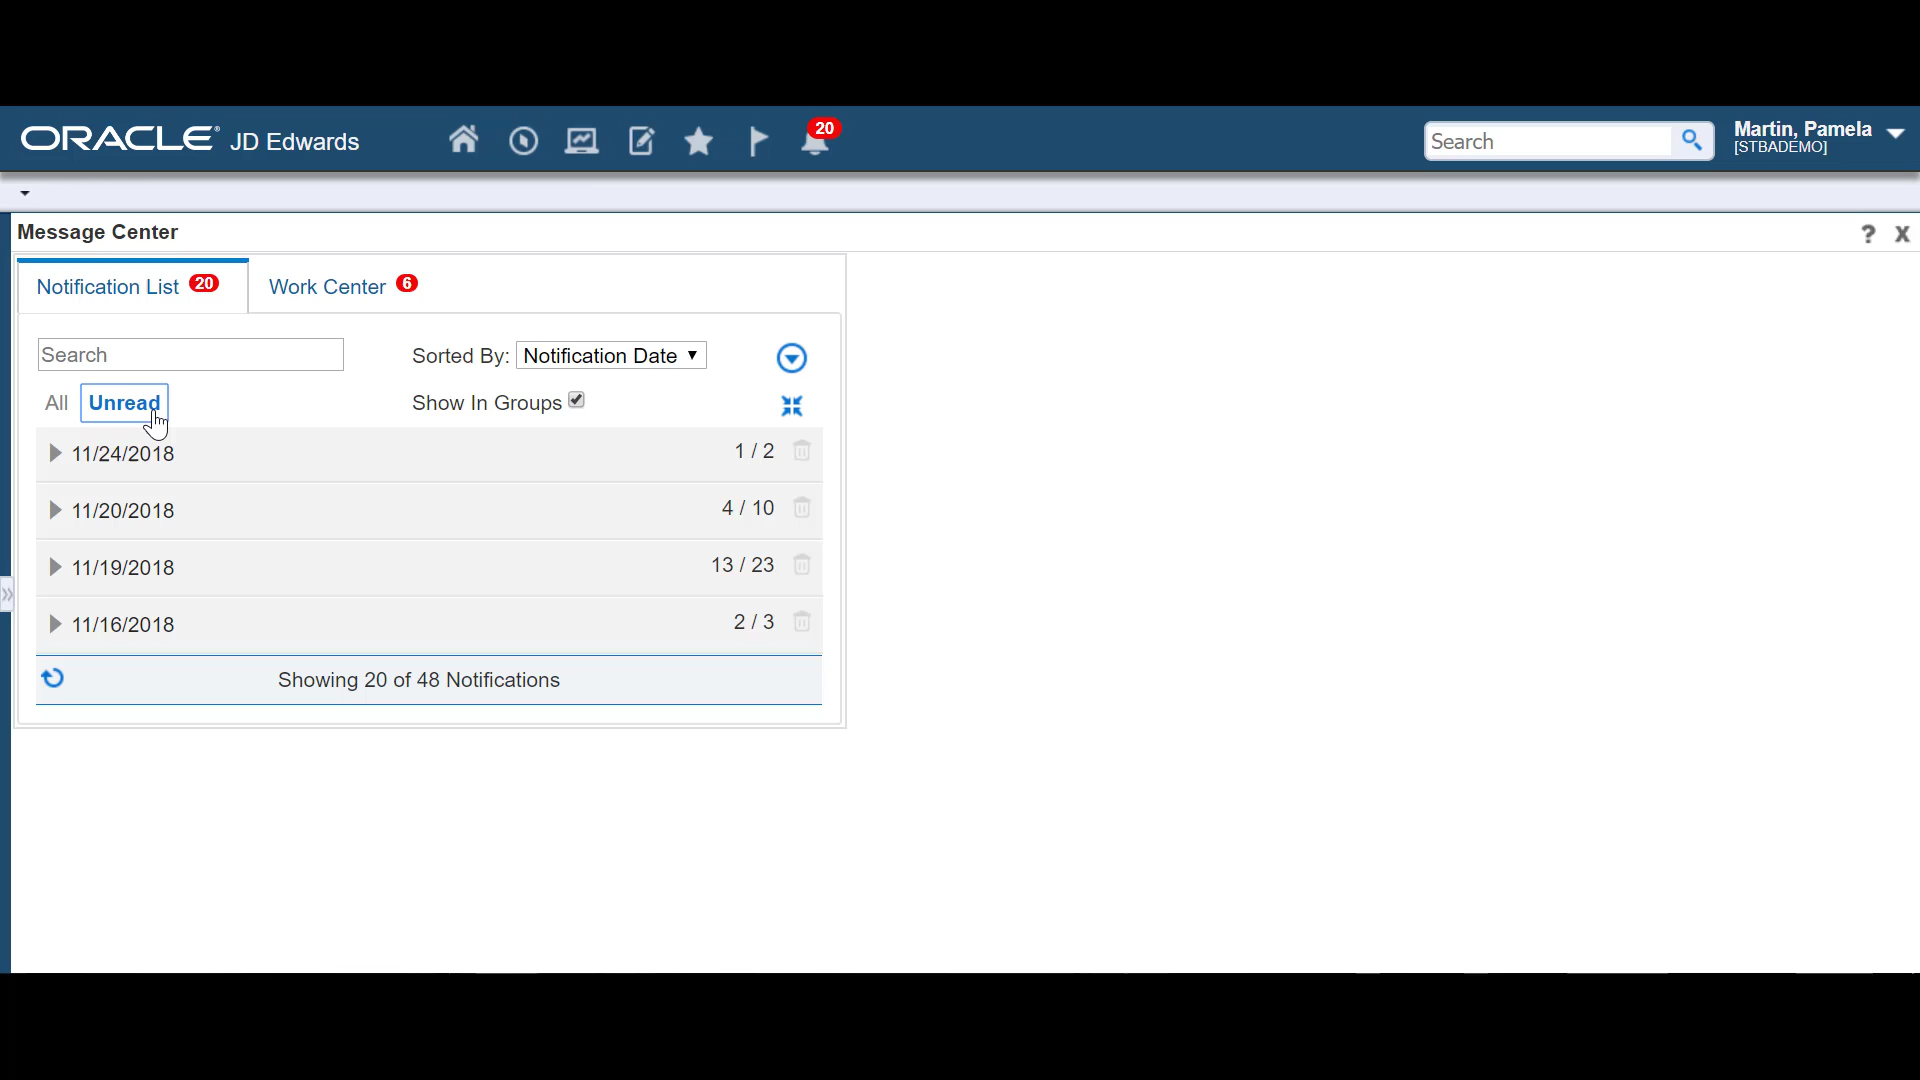 ORACLE JD Edwards
20
Search
Martin, Pamela
[STBADEMO]
Message Center
? X
Notification List 20
Work Center 6
Search
Sorted By: Notification Date
All Unread
Show In Groups
11/24/2018 1 / 2
11/20/2018 4 / 10
11/19/2018 13 / 23
11/16/2018 2 / 3
Showing 20 of 48 Notifications